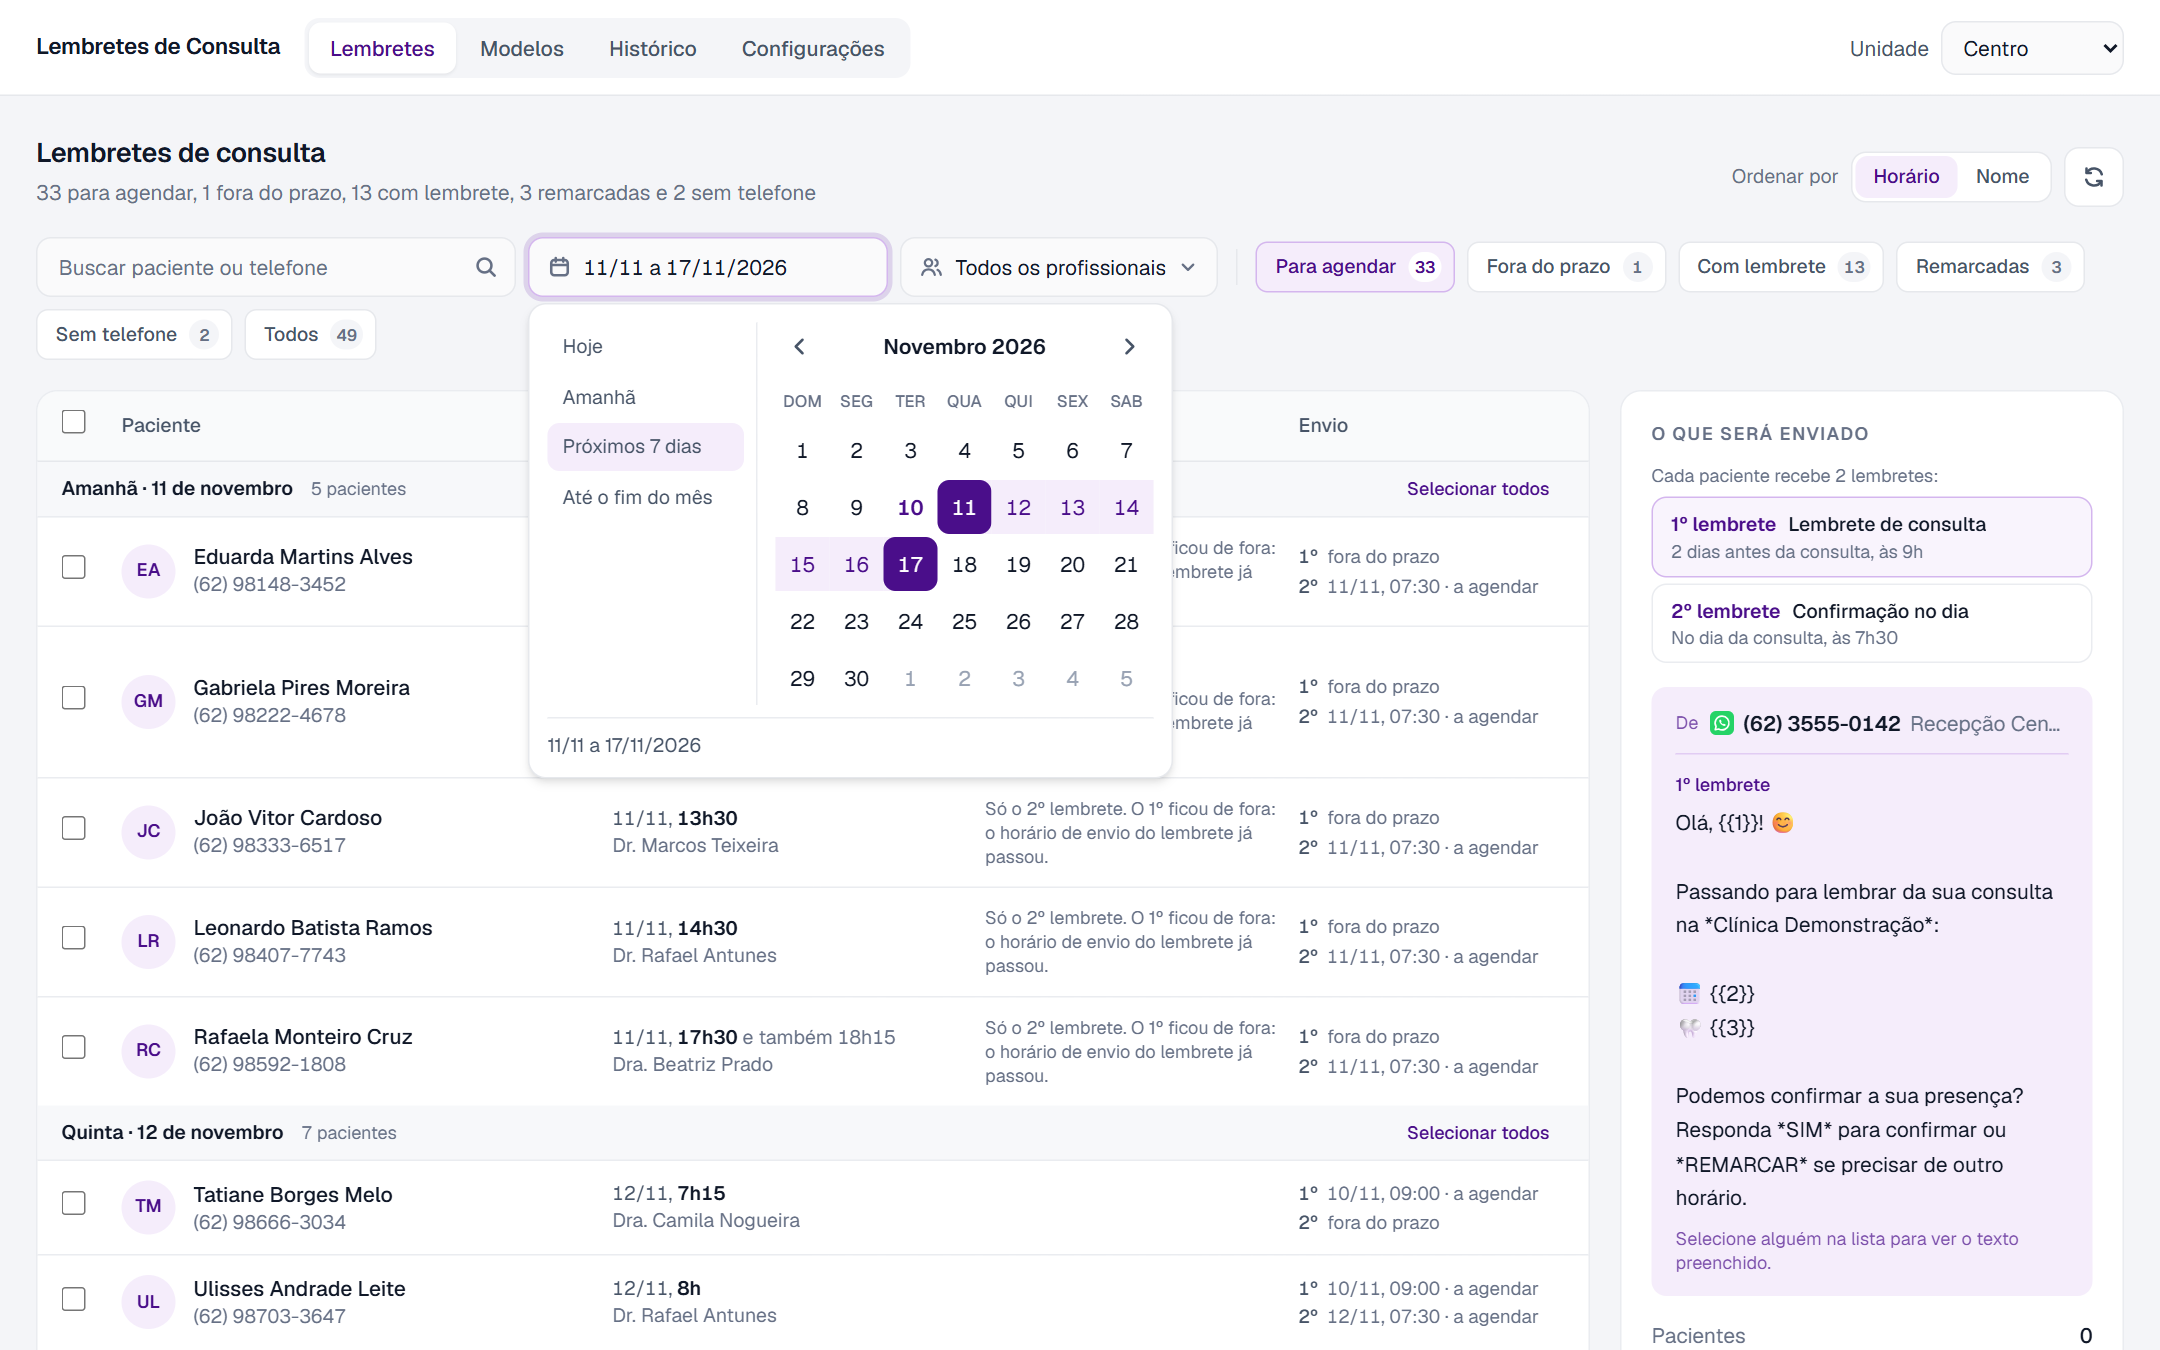 Lembretes de Consulta
Lembretes
Modelos
Histórico
Configurações
Unidade
Centro
Lembretes de consulta
33 para agendar, 1 fora do prazo, 13 com lembrete, 3 remarcadas e 2 sem telefone
Ordenar por
Horário
Nome
Buscar paciente ou telefone
11/11 a 17/11/2026
Todos os profissionais
Para agendar 33
Fora do prazo 1
Com lembrete 13
Remarcadas 3
Sem telefone 2
Todos 49
Hoje
Amanhã
Próximos 7 dias
Até o fim do mês
Novembro 2026
DOM SEG TER QUA QUI SEX SAB
1 2 3 4 5 6 7
8 9 10 11 12 13 14
15 16 17 18 19 20 21
22 23 24 25 26 27 28
29 30 1 2 3 4 5
11/11 a 17/11/2026
Paciente
Envio
Amanhã · 11 de novembro 5 pacientes
Selecionar todos
EA
Eduarda Martins Alves
(62) 98148-3452
ficou de fora:
lembrete já
1º fora do prazo
2º 11/11, 07:30 · a agendar
GM
Gabriela Pires Moreira
(62) 98222-4678
ficou de fora:
lembrete já
1º fora do prazo
2º 11/11, 07:30 · a agendar
JC
João Vitor Cardoso
(62) 98333-6517
11/11, 13h30
Dr. Marcos Teixeira
Só o 2º lembrete. O 1º ficou de fora:
o horário de envio do lembrete já
passou.
1º fora do prazo
2º 11/11, 07:30 · a agendar
LR
Leonardo Batista Ramos
(62) 98407-7743
11/11, 14h30
Dr. Rafael Antunes
Só o 2º lembrete. O 1º ficou de fora:
o horário de envio do lembrete já
passou.
1º fora do prazo
2º 11/11, 07:30 · a agendar
RC
Rafaela Monteiro Cruz
(62) 98592-1808
11/11, 17h30 e também 18h15
Dra. Beatriz Prado
Só o 2º lembrete. O 1º ficou de fora:
o horário de envio do lembrete já
passou.
1º fora do prazo
2º 11/11, 07:30 · a agendar
Quinta · 12 de novembro 7 pacientes
Selecionar todos
TM
Tatiane Borges Melo
(62) 98666-3034
12/11, 7h15
Dra. Camila Nogueira
1º 10/11, 09:00 · a agendar
2º fora do prazo
UL
Ulisses Andrade Leite
(62) 98703-3647
12/11, 8h
Dr. Rafael Antunes
1º 10/11, 09:00 · a agendar
2º 12/11, 07:30 · a agendar
O QUE SERÁ ENVIADO
Cada paciente recebe 2 lembretes:
1º lembrete Lembrete de consulta
2 dias antes da consulta, às 9h
2º lembrete Confirmação no dia
No dia da consulta, às 7h30
De (62) 3555-0142 Recepção Cen...
1º lembrete
Olá, {{1}}! 😊
Passando para lembrar da sua consulta
na *Clínica Demonstração*:
{{2}}
{{3}}
Podemos confirmar a sua presença?
Responda *SIM* para confirmar ou
*REMARCAR* se precisar de outro
horário.
Selecione alguém na lista para ver o texto
preenchido.
Pacientes 0